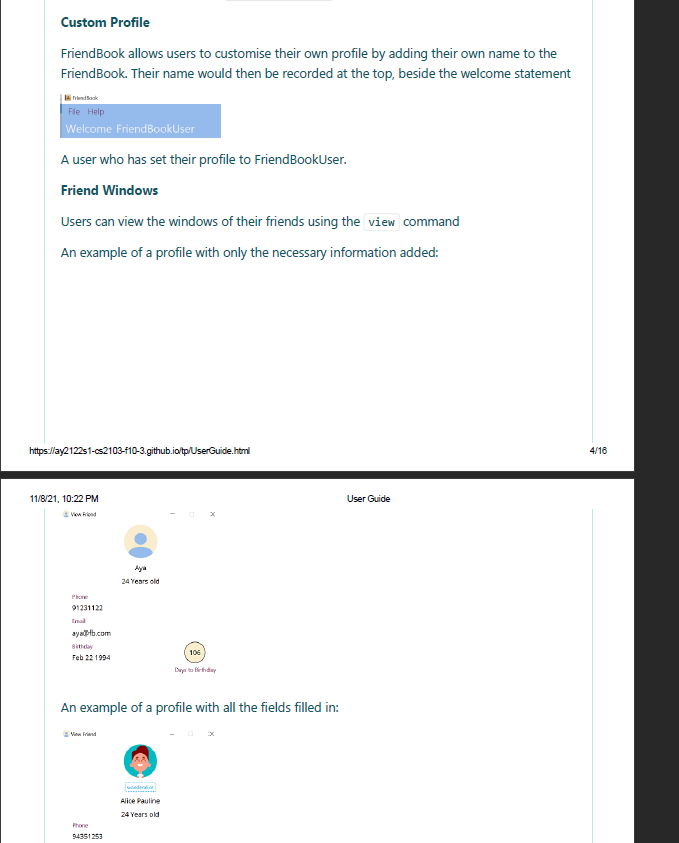 Custom Profile
FriendBook allows users to customise their own profile by adding their own name to the
FriendBook. Their name would then be recorded at the top, beside the welcome statement
FriendBook
File Help
Welcome FriendBookUser
A user who has set their profile to FriendBookUser.
Friend Windows
Users can view the windows of their friends using the view command
An example of a profile with only the necessary information added:
https://ay2122s1-cs2103-f10-3.github.io/tp/UserGuide.html 4/16
11/8/21, 10:22 PM User Guide
View Friend
Aya
24 Years old
Phone
91231122
Email
aya@fb.com
Birthday
Feb 22 1994
106
Days to Birthday
An example of a profile with all the fields filled in:
View Friend
Alice Pauline
24 Years old
Phone
94351253